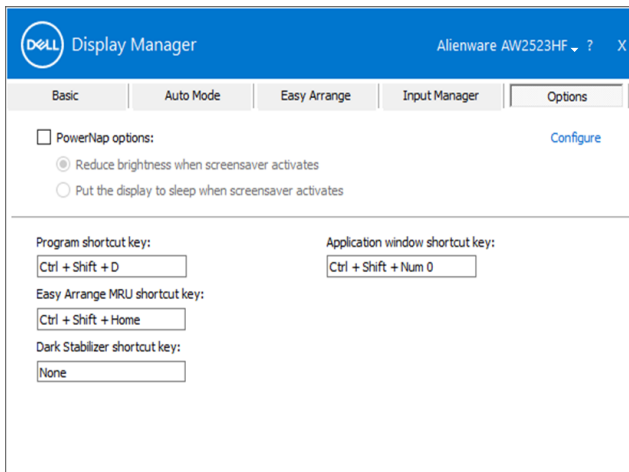 DELL Display Manager Alienware AW2523HF ? X
Basic Auto Mode Easy Arrange Input Manager Options
PowerNap options: Configure
Reduce brightness when screensaver activates
Put the display to sleep when screensaver activates
Program shortcut key: Application window shortcut key:
Ctrl + Shift + D Ctrl + Shift + Num 0
Easy Arrange MRU shortcut key:
Ctrl + Shift + Home
Dark Stabilizer shortcut key:
None